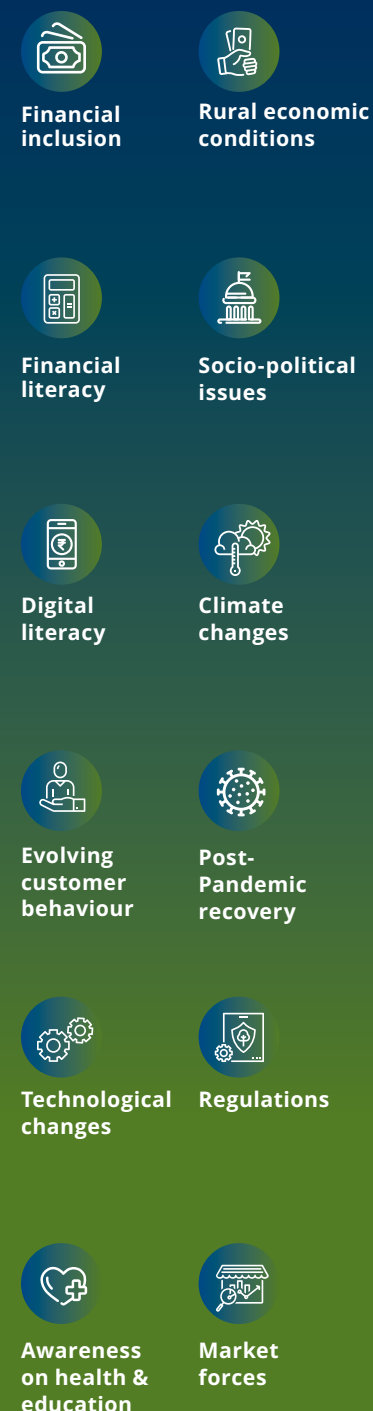 Financial
inclusion
Rural economic
conditions
Financial
literacy
Socio-political
issues
Digital
literacy
Climate
changes
Evolving
customer
behaviour
Post-
Pandemic
recovery
Technological
changes
Regulations
Awareness
on health &
education
Market
forces